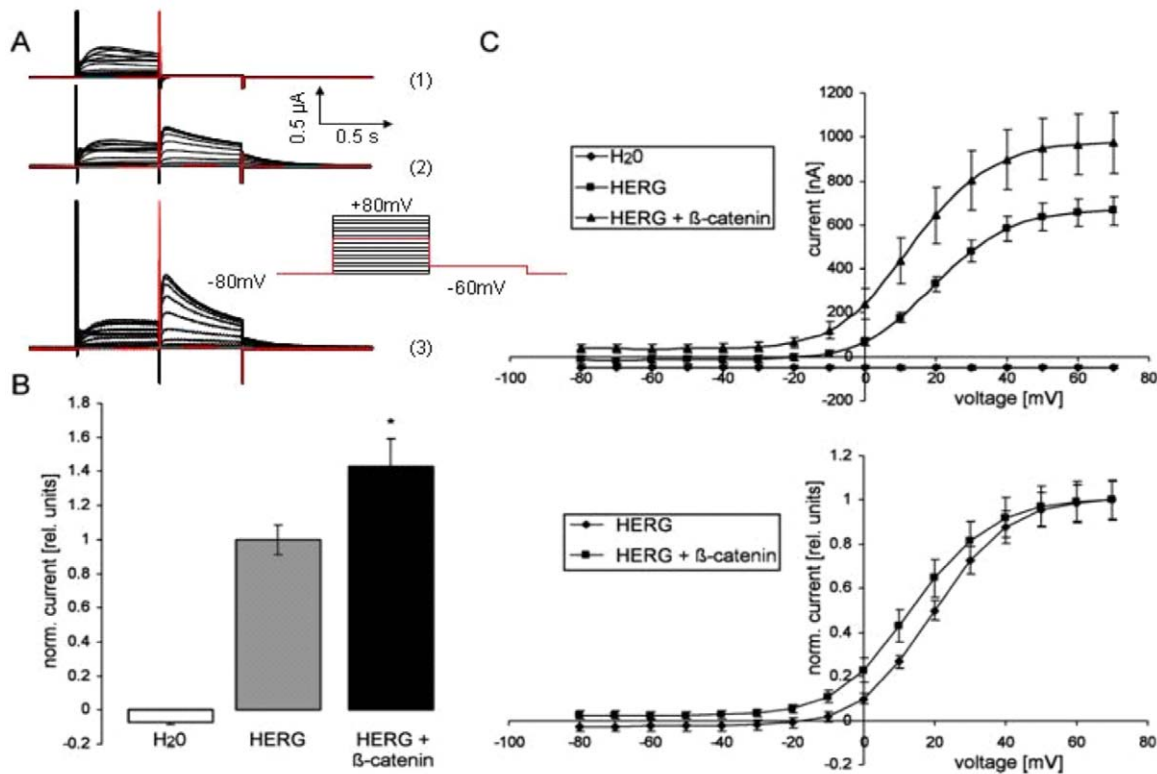 A
(1)
0.5 µA
0.5 s
(2)
+80mV
-80mV
-60mV
(3)
B
norm. current [rel. units]
1.8
1.6
1.4
1.2
1
0.8
0.6
0.4
0.2
0
-0.2
*
H20
HERG
HERG +
ß-catenin
C
H20
HERG
HERG + ß-catenin
current [nA]
1200
1000
800
600
400
200
0
-200
-100
-80
-60
-40
-20
0
20
40
60
80
voltage [mV]
HERG
HERG + ß-catenin
norm. current [rel. units]
1.2
1
0.8
0.6
0.4
0.2
0
-0.2
-100
-80
-60
-40
-20
0
20
40
60
80
voltage [mV]